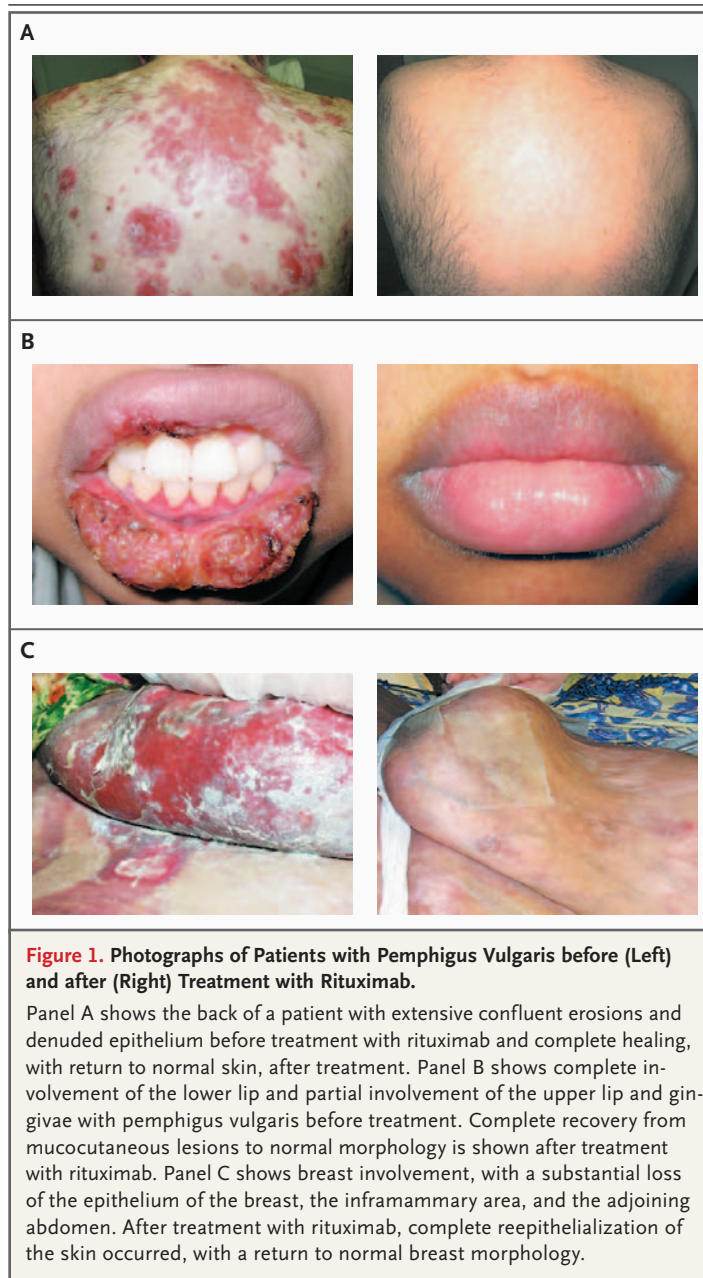 A
B
C
Figure 1. Photographs of Patients with Pemphigus Vulgaris before (Left)
and after (Right) Treatment with Rituximab.
Panel A shows the back of a patient with extensive confluent erosions and
denuded epithelium before treatment with rituximab and complete healing,
with return to normal skin, after treatment. Panel B shows complete in-
volvement of the lower lip and partial involvement of the upper lip and gin-
givae with pemphigus vulgaris before treatment. Complete recovery from
mucocutaneous lesions to normal morphology is shown after treatment
with rituximab. Panel C shows breast involvement, with a substantial loss
of the epithelium of the breast, the inframammary area, and the adjoining
abdomen. After treatment with rituximab, complete reepithelialization of
the skin occurred, with a return to normal breast morphology.